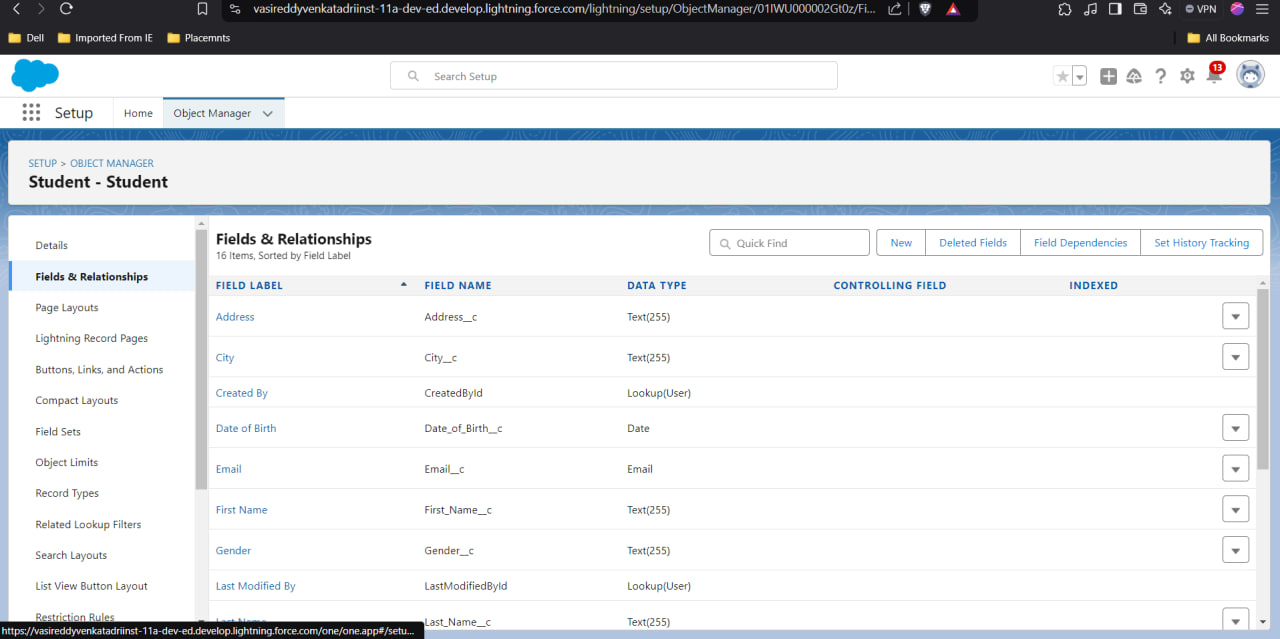 vasireddyvenkatadriinst-11a-dev-ed.develop.lightning.force.com/lightning/setup/ObjectManager/01IWU000002Gt0z/Fi...
VPN
Dell
Imported From IE
Placemnts
All Bookmarks
Search Setup
13
Setup
Home
Object Manager
SETUP > OBJECT MANAGER
Student - Student
Details
Fields & Relationships
Page Layouts
Lightning Record Pages
Buttons, Links, and Actions
Compact Layouts
Field Sets
Object Limits
Record Types
Related Lookup Filters
Search Layouts
List View Button Layout
Restriction Rules
Fields & Relationships
16 Items, Sorted by Field Label
Quick Find
New
Deleted Fields
Field Dependencies
Set History Tracking
FIELD LABEL FIELD NAME DATA TYPE CONTROLLING FIELD INDEXED
Address Address__c Text(255)
City City__c Text(255)
Created By CreatedById Lookup(User)
Date of Birth Date_of_Birth__c Date
Email Email__c Email
First Name First_Name__c Text(255)
Gender Gender__c Text(255)
Last Modified By LastModifiedById Lookup(User)
Last Name Last_Name__c Text(255)
https://vasireddyvenkatadriinst-11a-dev-ed.develop.lightning.force.com/one/one.app#/setu...